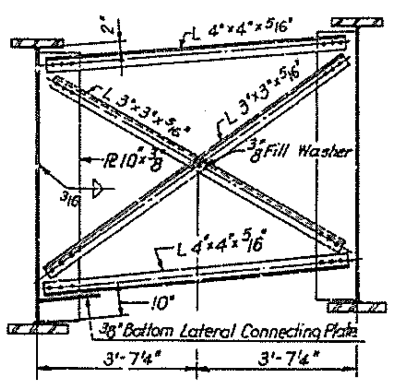 2"
L 4"x4"x5/16"
L 3"x3"x5/16"
L 3"x3"x5/16"
3/8" Fill Washer
PL 10"x3/8"
3/16
L 4"x4"x5/16"
10"
3/8" Bottom Lateral Connecting Plate
3'-7 1/4"
3'-7 1/4"